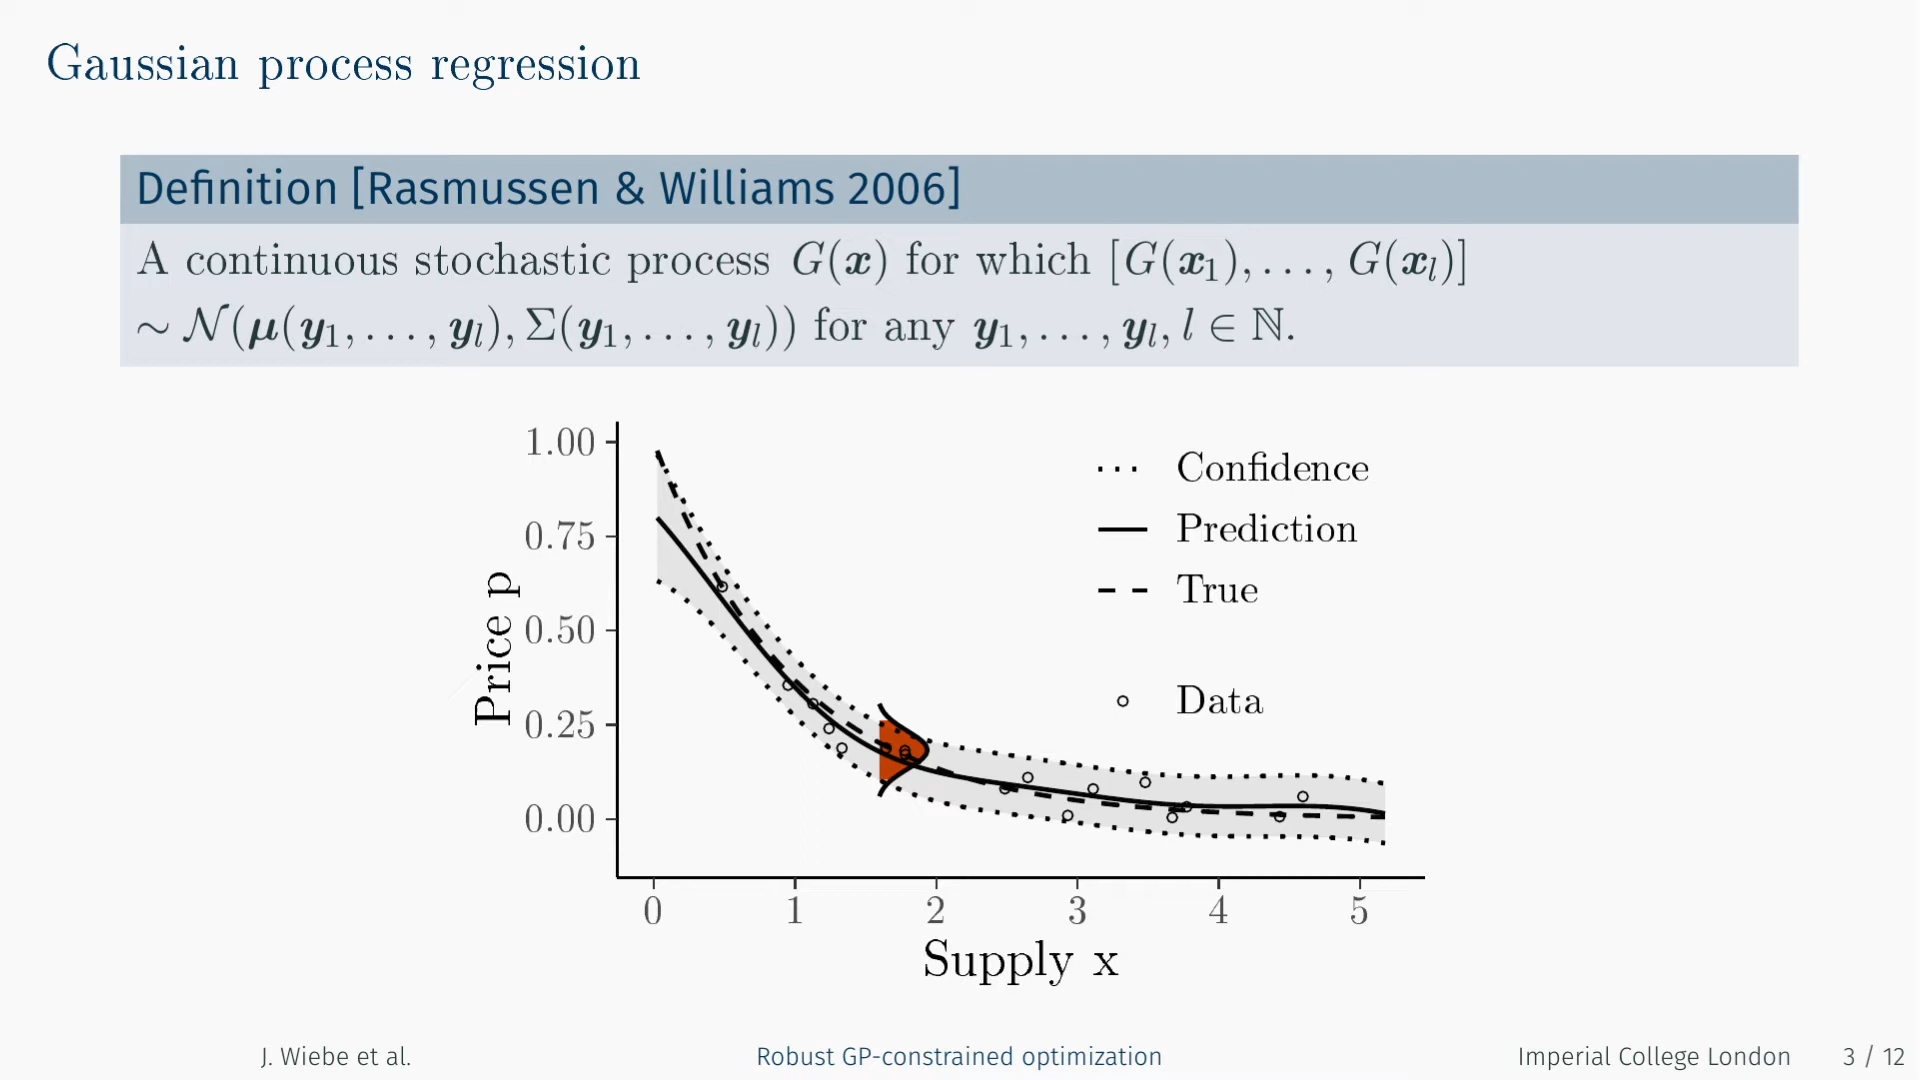 Gaussian process regression
Definition [Rasmussen & Williams 2006]
A continuous stochastic process G(𝒙) for which [G(𝒙₁), . . . , G(𝒙ₗ)]
∼ 𝒩(𝝁(𝒚₁, . . . , 𝒚ₗ), Σ(𝒚₁, . . . , 𝒚ₗ)) for any 𝒚₁, . . . , 𝒚ₗ, l ∈ ℕ.
1.00
0.75
0.50
0.25
0.00
Price p
Confidence
Prediction
True
Data
0 1 2 3 4 5
Supply x
J. Wiebe et al. Robust GP-constrained optimization Imperial College London 3 / 12